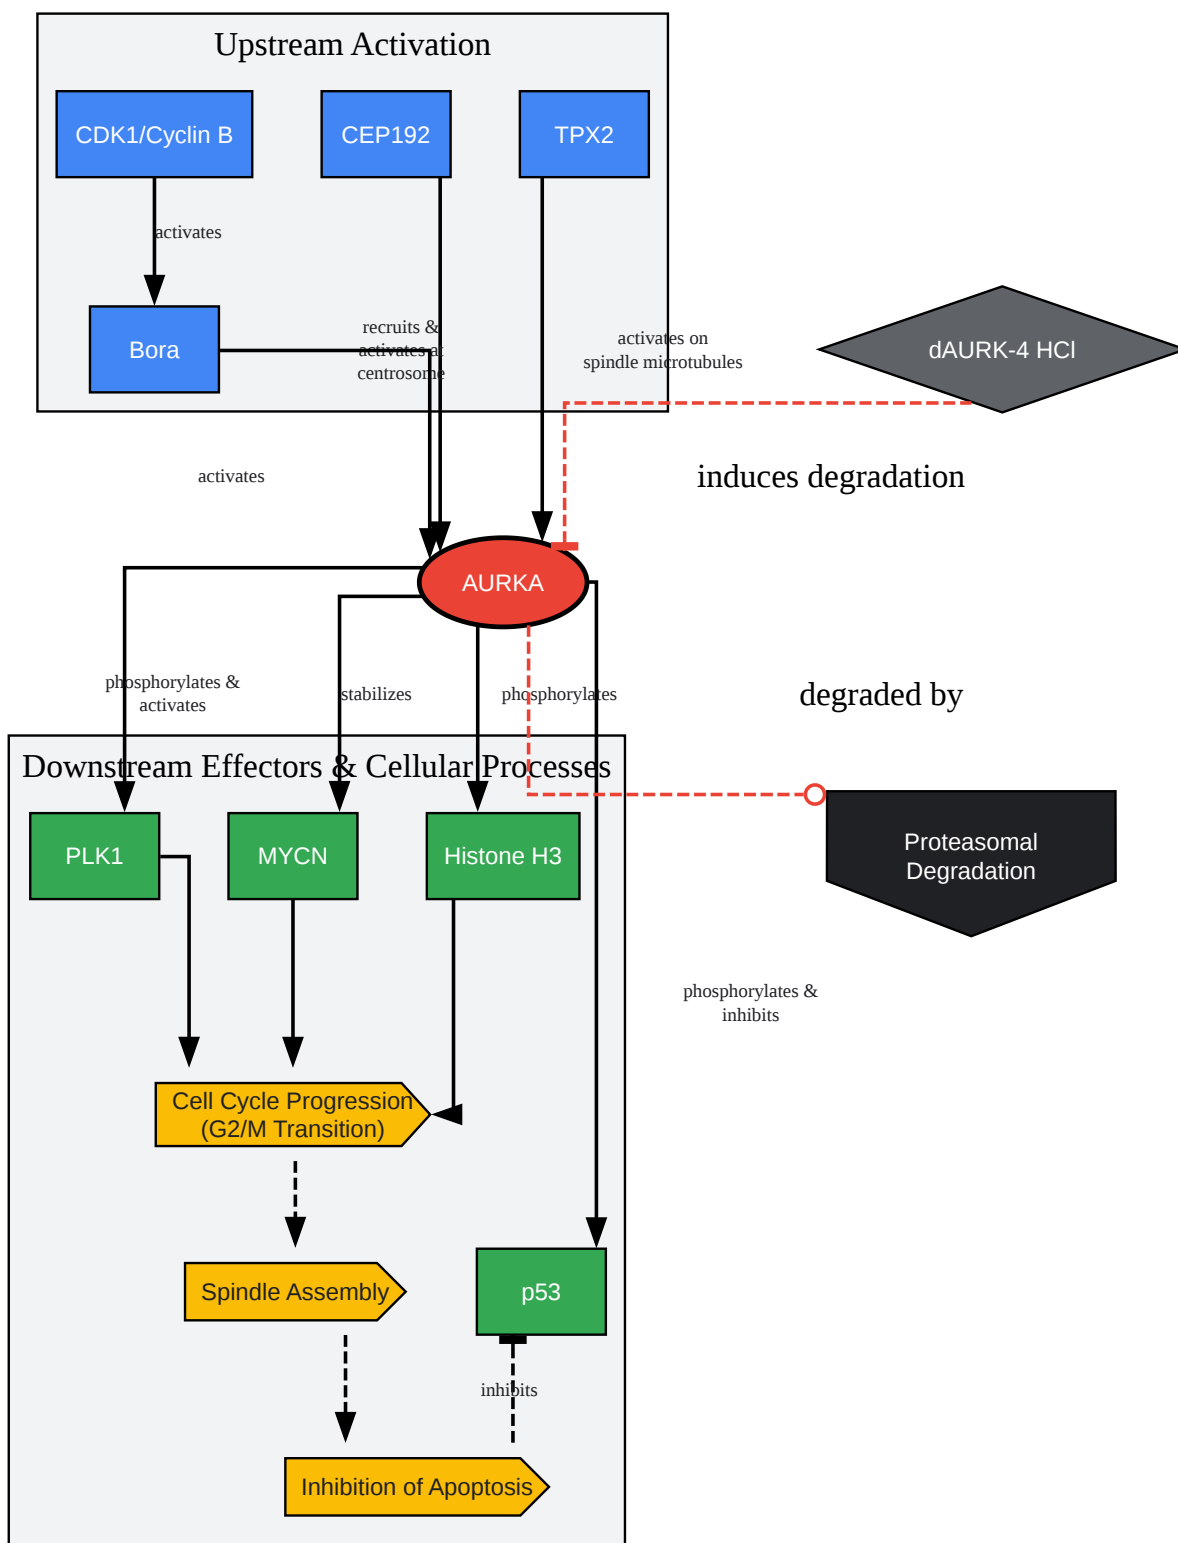 Upstream Activation
CDK1/Cyclin B
CEP192
TPX2
activates
Bora
recruits &
activates at
centrosome
activates on
spindle microtubules
dAURK-4 HCl
activates
induces degradation
AURKA
phosphorylates &
activates
stabilizes
phosphorylates
degraded by
Downstream Effectors & Cellular Processes
PLK1
MYCN
Histone H3
Proteasomal
Degradation
phosphorylates &
inhibits
Cell Cycle Progression
(G2/M Transition)
Spindle Assembly
p53
inhibits
Inhibition of Apoptosis